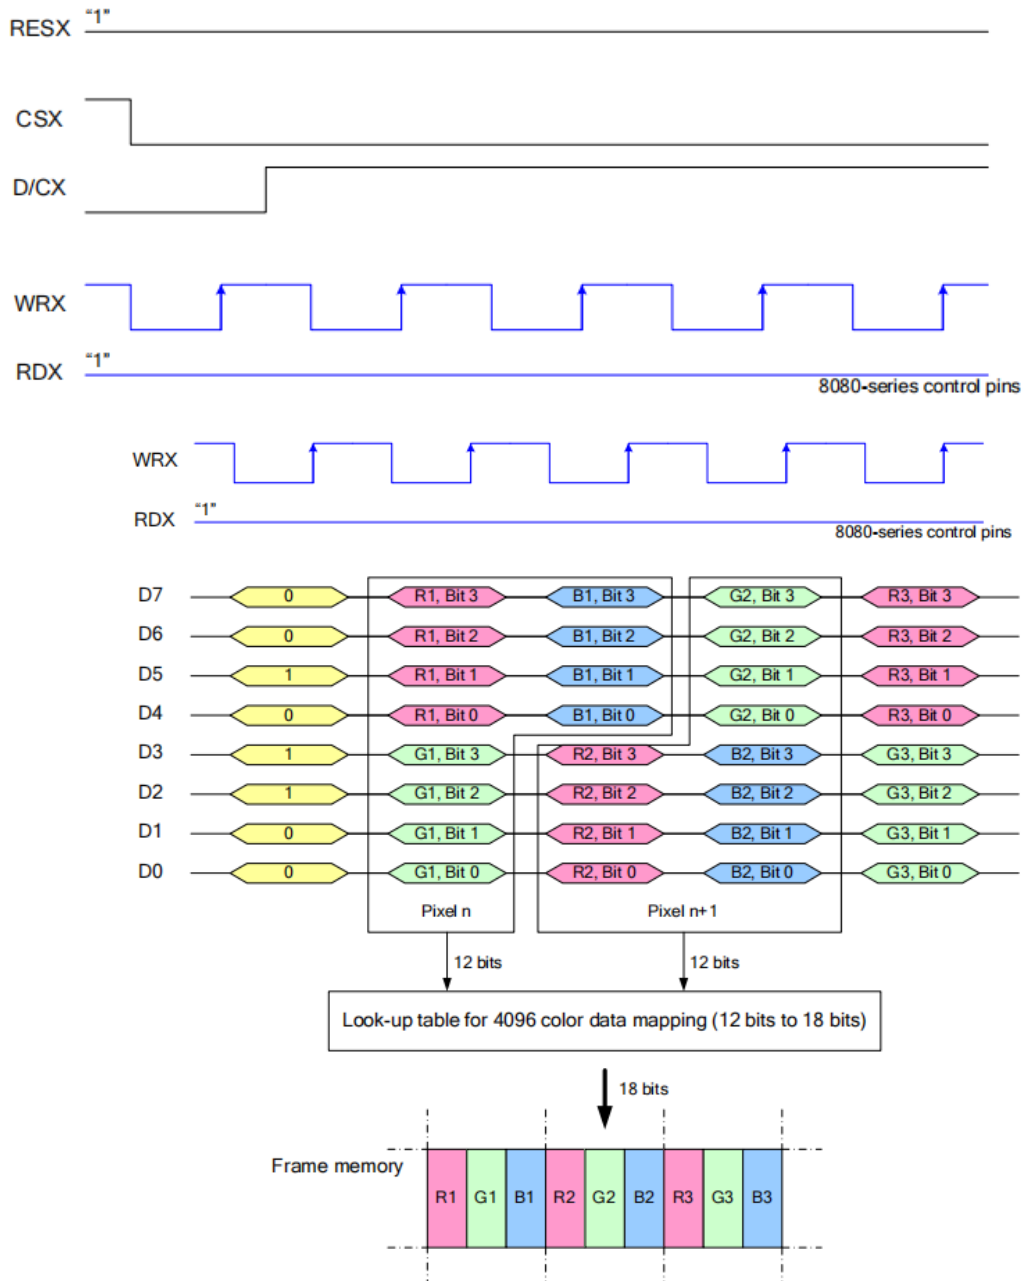 RESX "1"
CSX
D/CX
WRX
RDX "1"
8080-series control pins
WRX
RDX "1"
8080-series control pins
D7 0 R1, Bit 3 B1, Bit 3 G2, Bit 3 R3, Bit 3
D6 0 R1, Bit 2 B1, Bit 2 G2, Bit 2 R3, Bit 2
D5 1 R1, Bit 1 B1, Bit 1 G2, Bit 1 R3, Bit 1
D4 0 R1, Bit 0 B1, Bit 0 G2, Bit 0 R3, Bit 0
D3 1 G1, Bit 3 R2, Bit 3 B2, Bit 3 G3, Bit 3
D2 1 G1, Bit 2 R2, Bit 2 B2, Bit 2 G3, Bit 2
D1 0 G1, Bit 1 R2, Bit 1 B2, Bit 1 G3, Bit 1
D0 0 G1, Bit 0 R2, Bit 0 B2, Bit 0 G3, Bit 0
Pixel n Pixel n+1
12 bits 12 bits
Look-up table for 4096 color data mapping (12 bits to 18 bits)
18 bits
Frame memory
R1 G1 B1 R2 G2 B2 R3 G3 B3